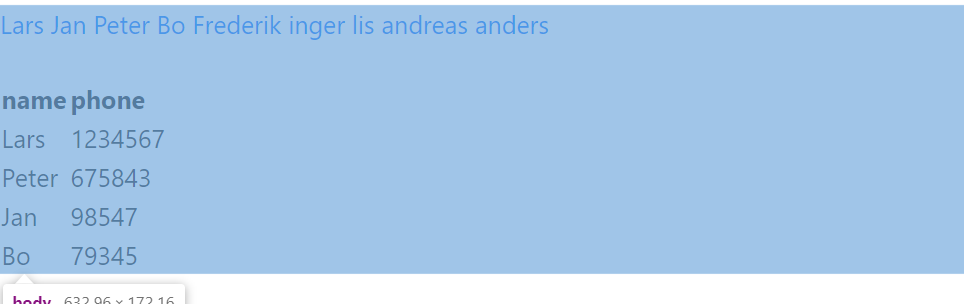 Lars Jan Peter Bo Frederik inger lis andreas anders
name phone
Lars 1234567
Peter 675843
Jan 98547
Bo 79345
body 632.96 × 172.16